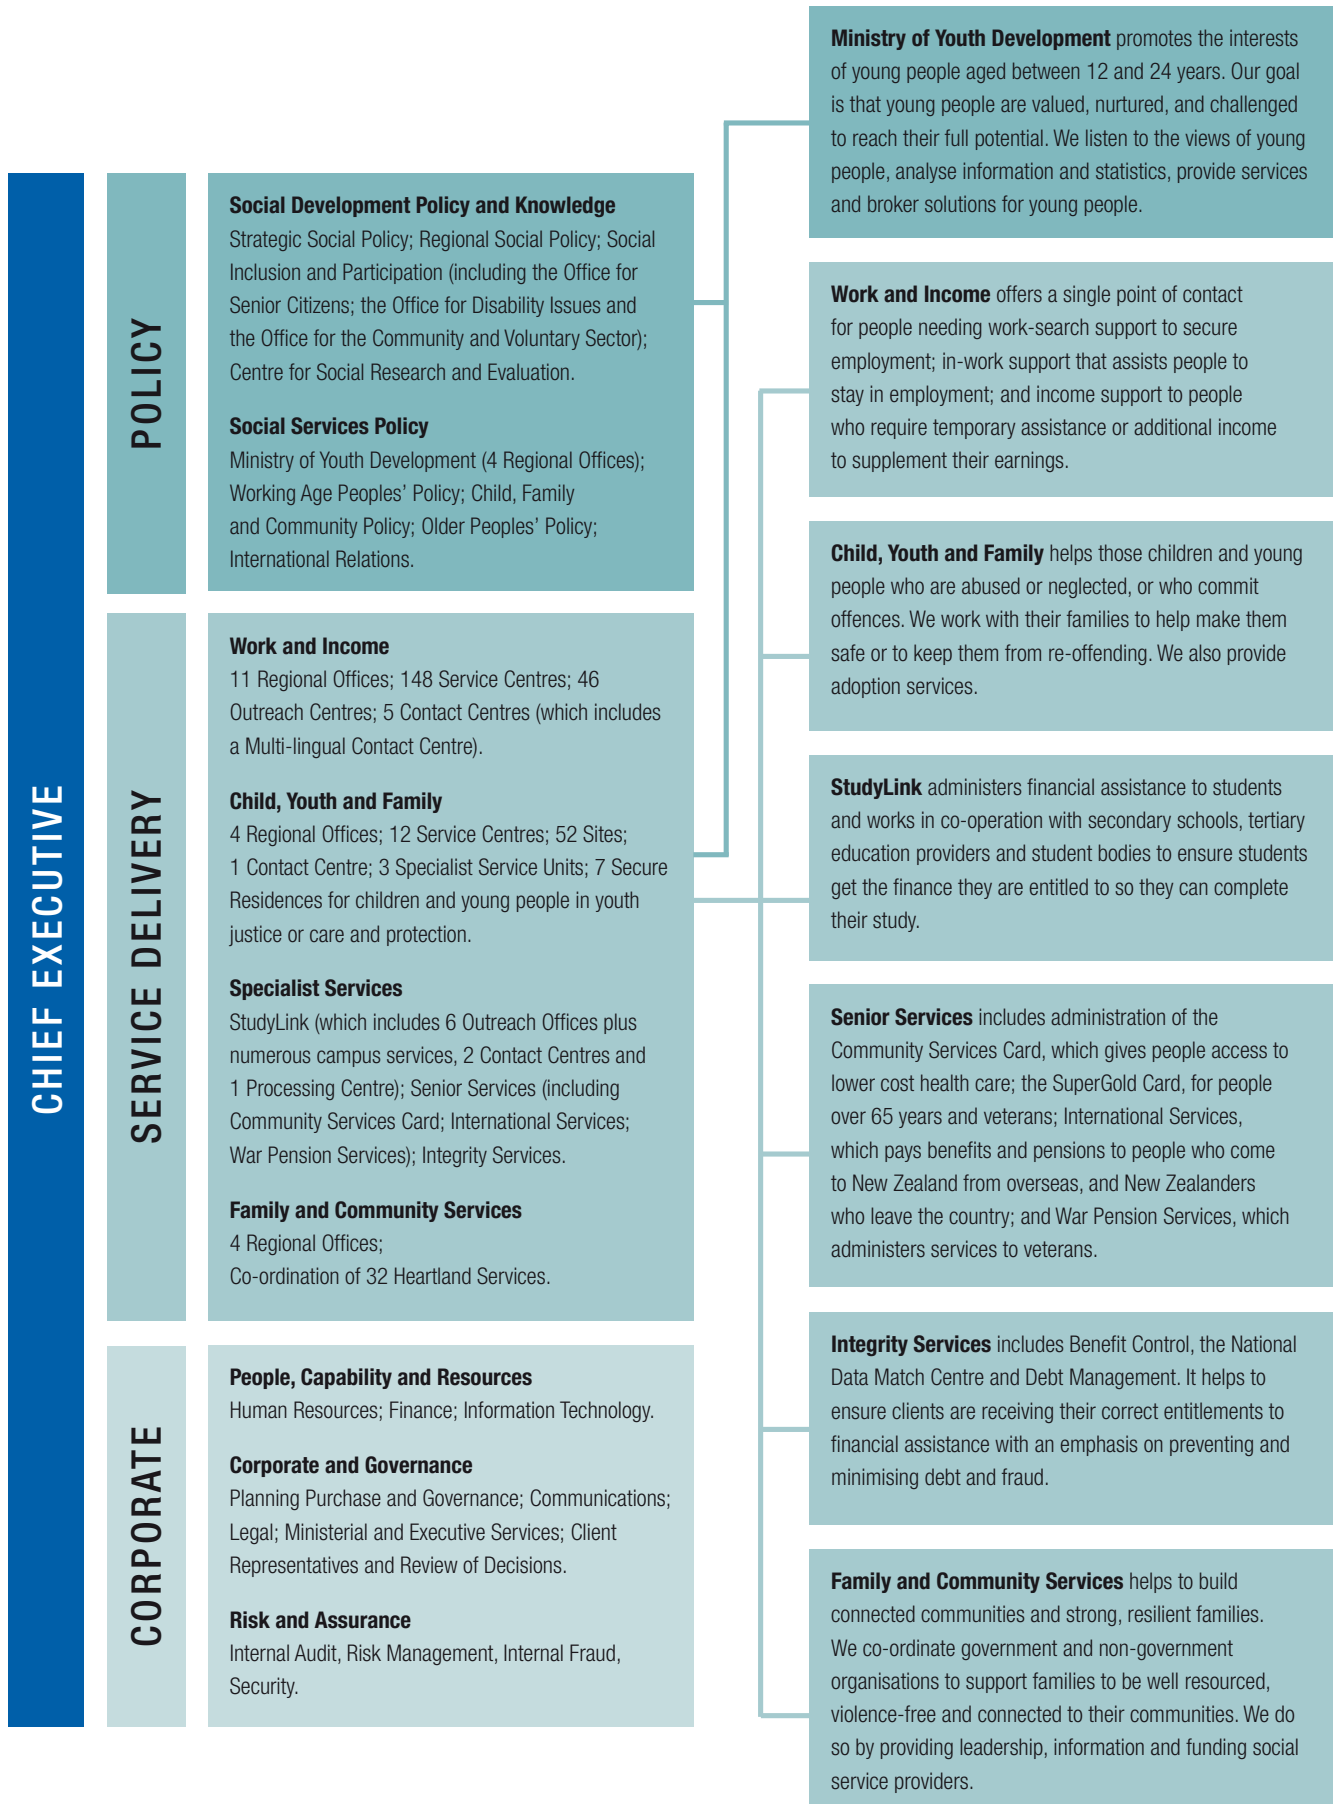 CHIEF EXECUTIVE
POLICY
Social Development Policy and Knowledge
Strategic Social Policy; Regional Social Policy; Social
Inclusion and Participation (including the Office for
Senior Citizens; the Office for Disability Issues and
the Office for the Community and Voluntary Sector);
Centre for Social Research and Evaluation.
Social Services Policy
Ministry of Youth Development (4 Regional Offices);
Working Age Peoples’ Policy; Child, Family
and Community Policy; Older Peoples’ Policy;
International Relations.
SERVICE DELIVERY
Work and Income
11 Regional Offices; 148 Service Centres; 46
Outreach Centres; 5 Contact Centres (which includes
a Multi-lingual Contact Centre).
Child, Youth and Family
4 Regional Offices; 12 Service Centres; 52 Sites;
1 Contact Centre; 3 Specialist Service Units; 7 Secure
Residences for children and young people in youth
justice or care and protection.
Specialist Services
StudyLink (which includes 6 Outreach Offices plus
numerous campus services, 2 Contact Centres and
1 Processing Centre); Senior Services (including
Community Services Card; International Services;
War Pension Services); Integrity Services.
Family and Community Services
4 Regional Offices;
Co-ordination of 32 Heartland Services.
CORPORATE
People, Capability and Resources
Human Resources; Finance; Information Technology.
Corporate and Governance
Planning Purchase and Governance; Communications;
Legal; Ministerial and Executive Services; Client
Representatives and Review of Decisions.
Risk and Assurance
Internal Audit, Risk Management, Internal Fraud,
Security.
Ministry of Youth Development promotes the interests
of young people aged between 12 and 24 years. Our goal
is that young people are valued, nurtured, and challenged
to reach their full potential. We listen to the views of young
people, analyse information and statistics, provide services
and broker solutions for young people.
Work and Income offers a single point of contact
for people needing work-search support to secure
employment; in-work support that assists people to
stay in employment; and income support to people
who require temporary assistance or additional income
to supplement their earnings.
Child, Youth and Family helps those children and young
people who are abused or neglected, or who commit
offences. We work with their families to help make them
safe or to keep them from re-offending. We also provide
adoption services.
StudyLink administers financial assistance to students
and works in co-operation with secondary schools, tertiary
education providers and student bodies to ensure students
get the finance they are entitled to so they can complete
their study.
Senior Services includes administration of the
Community Services Card, which gives people access to
lower cost health care; the SuperGold Card, for people
over 65 years and veterans; International Services,
which pays benefits and pensions to people who come
to New Zealand from overseas, and New Zealanders
who leave the country; and War Pension Services, which
administers services to veterans.
Integrity Services includes Benefit Control, the National
Data Match Centre and Debt Management. It helps to
ensure clients are receiving their correct entitlements to
financial assistance with an emphasis on preventing and
minimising debt and fraud.
Family and Community Services helps to build
connected communities and strong, resilient families.
We co-ordinate government and non-government
organisations to support families to be well resourced,
violence-free and connected to their communities. We do
so by providing leadership, information and funding social
service providers.